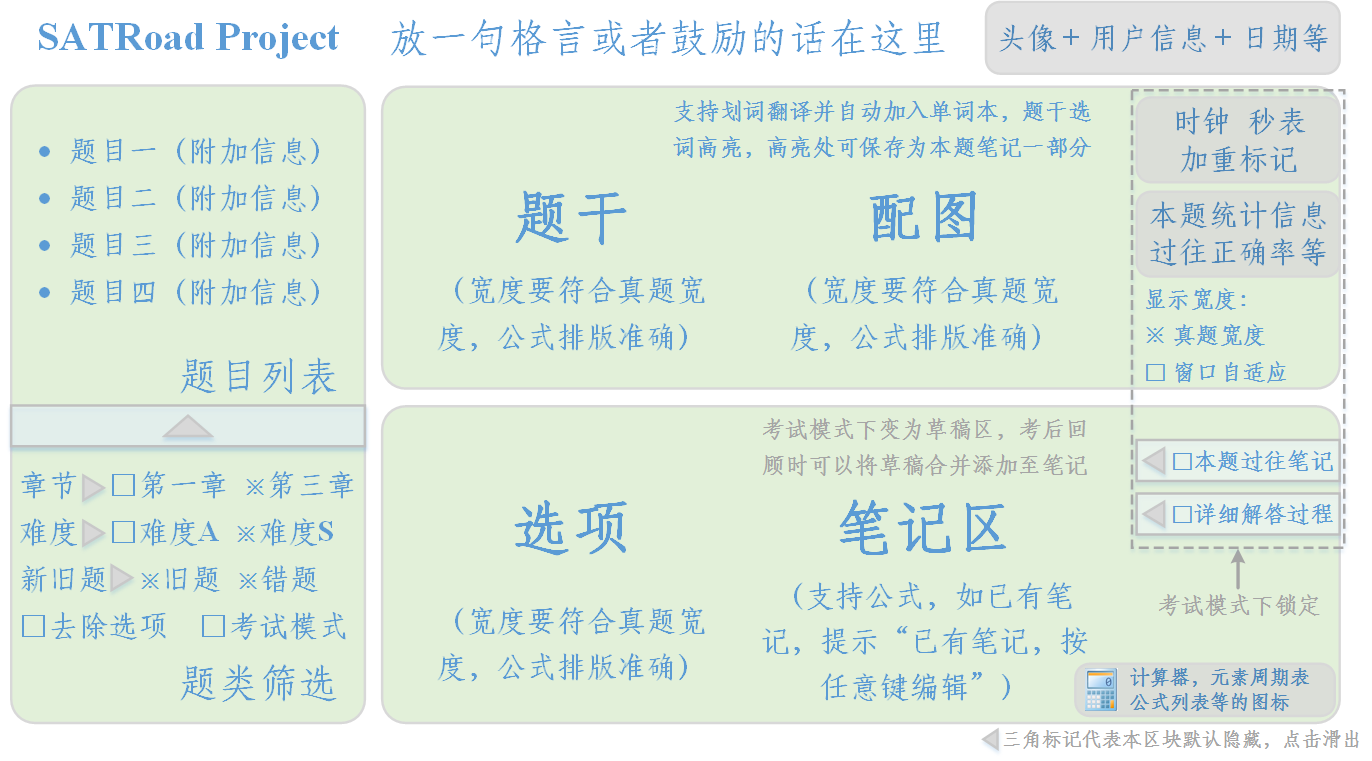 SATRoad Project
放一句格言或者鼓励的话在这里
头像＋用户信息＋日期等
• 题目一（附加信息）
• 题目二（附加信息）
• 题目三（附加信息）
• 题目四（附加信息）
题目列表
章节 □第一章 ※第三章
难度 □难度A ※难度S
新旧题 ※旧题 ※错题
□去除选项 □考试模式
题类筛选
支持划词翻译并自动加入单词本，题干选
词高亮，高亮处可保存为本题笔记一部分
题干
（宽度要符合真题宽
度，公式排版准确）
配图
（宽度要符合真题宽
度，公式排版准确）
时钟 秒表
加重标记
本题统计信息
过往正确率等
显示宽度：
※ 真题宽度
□ 窗口自适应
考试模式下变为草稿区，考后回
顾时可以将草稿合并添加至笔记
选项
（宽度要符合真题宽
度，公式排版准确）
笔记区
（支持公式，如已有笔
记，提示“已有笔记，按
任意键编辑”）
□本题过往笔记
□详细解答过程
考试模式下锁定
0
计算器，元素周期表
公式列表等的图标
三角标记代表本区块默认隐藏，点击滑出